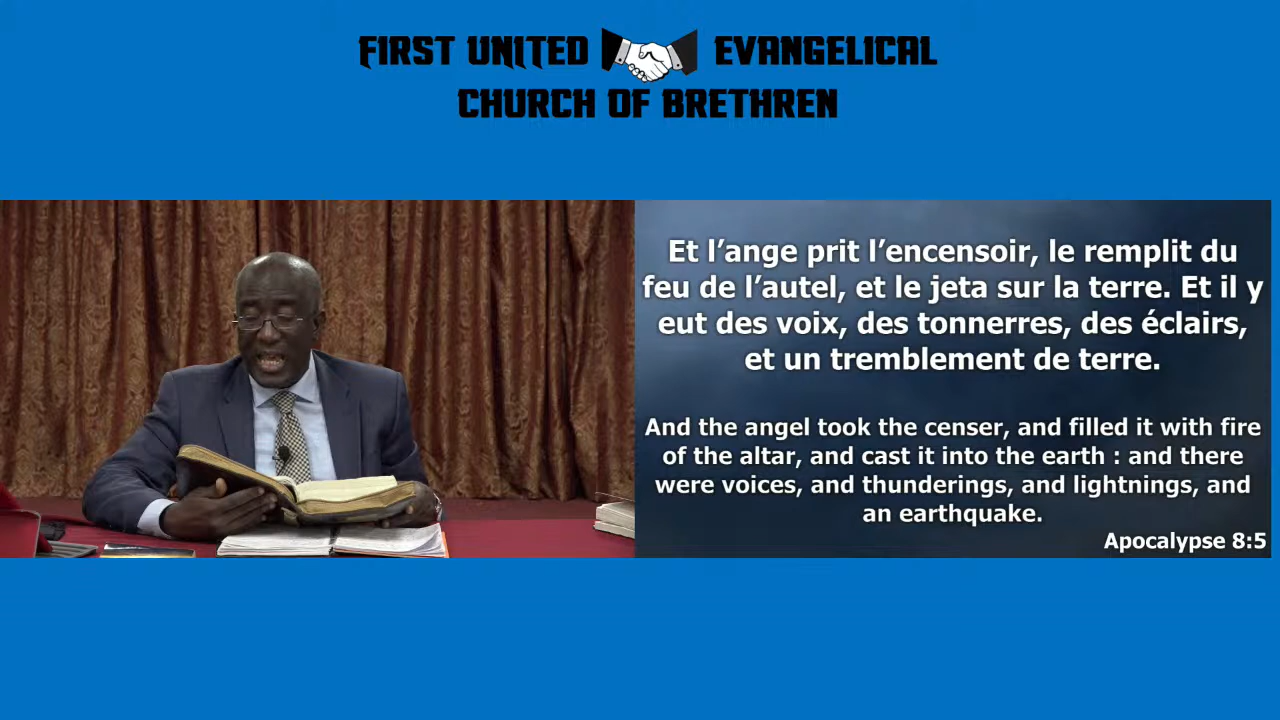 FIRST UNITED EVANGELICAL
CHURCH OF BRETHREN
Et l’ange prit l’encensoir, le remplit du
feu de l’autel, et le jeta sur la terre. Et il y
eut des voix, des tonnerres, des éclairs,
et un tremblement de terre.
And the angel took the censer, and filled it with fire
of the altar, and cast it into the earth : and there
were voices, and thunderings, and lightnings, and
an earthquake.
Apocalypse 8:5